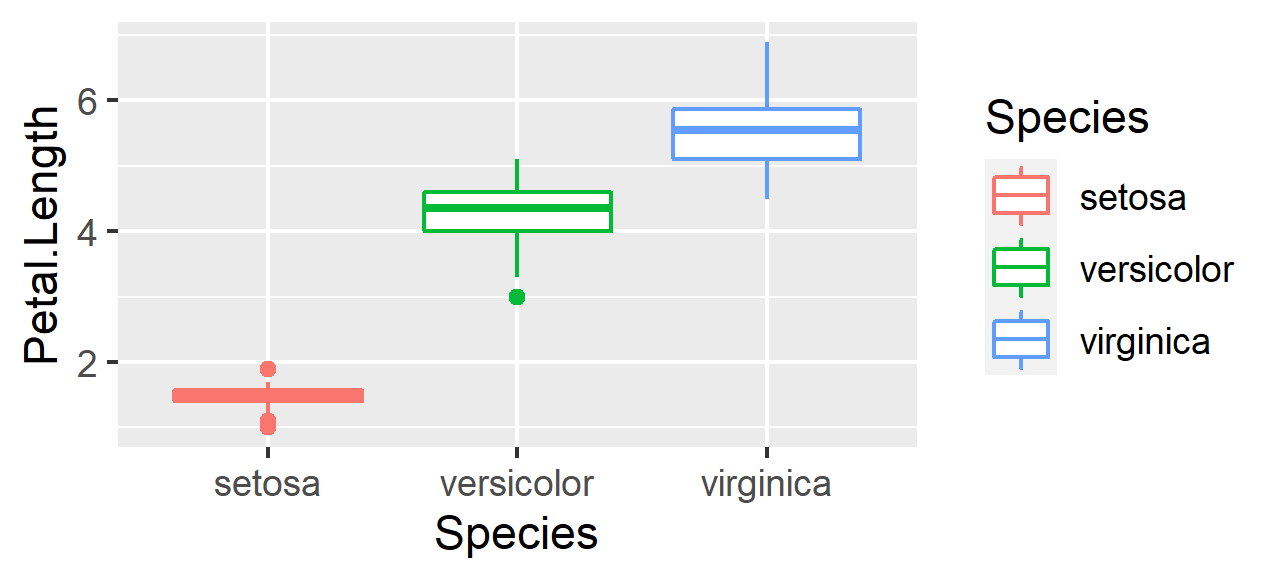 Petal.Length
6
4
2
setosa versicolor virginica
Species
Species
setosa
versicolor
virginica